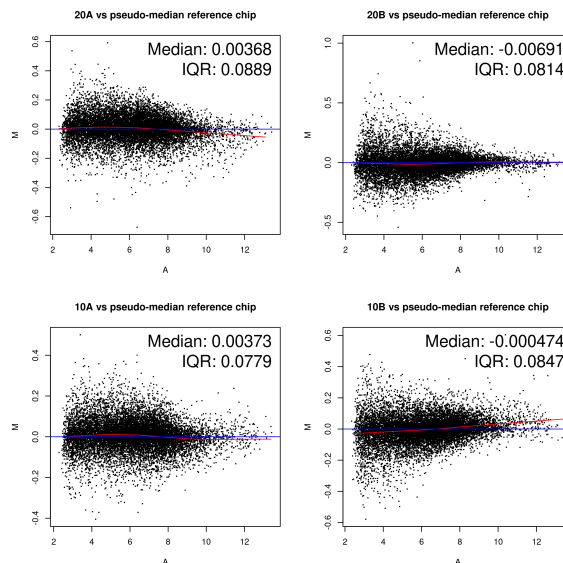 20A vs pseudo-median reference chip
Median: 0.00368
IQR: 0.0889
M
0.6
0.4
0.2
0.0
-0.2
-0.4
-0.6
2 4 6 8 10 12
A
20B vs pseudo-median reference chip
Median: -0.00691
IQR: 0.0814
M
1.0
0.5
0.0
-0.5
2 4 6 8 10 12
A
10A vs pseudo-median reference chip
Median: 0.00373
IQR: 0.0779
M
0.4
0.2
0.0
-0.2
-0.4
2 4 6 8 10 12
A
10B vs pseudo-median reference chip
Median: -0.000474
IQR: 0.0847
M
0.6
0.4
0.2
0.0
-0.2
-0.4
-0.6
2 4 6 8 10 12
A